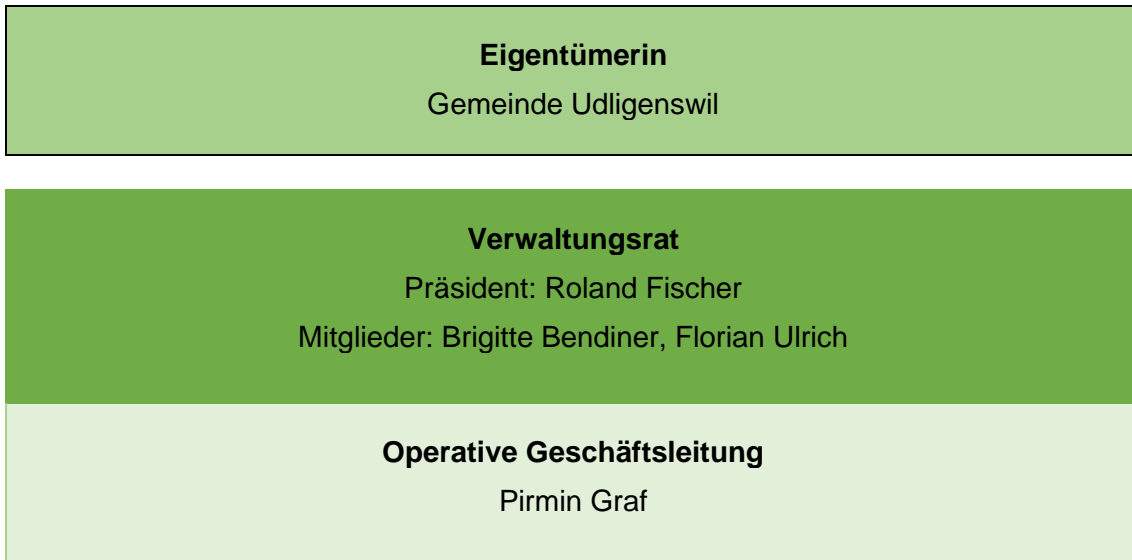 Eigentümerin
Gemeinde Udligenswil
Verwaltungsrat
Präsident: Roland Fischer
Mitglieder: Brigitte Bendiner, Florian Ulrich
Operative Geschäftsleitung
Pirmin Graf